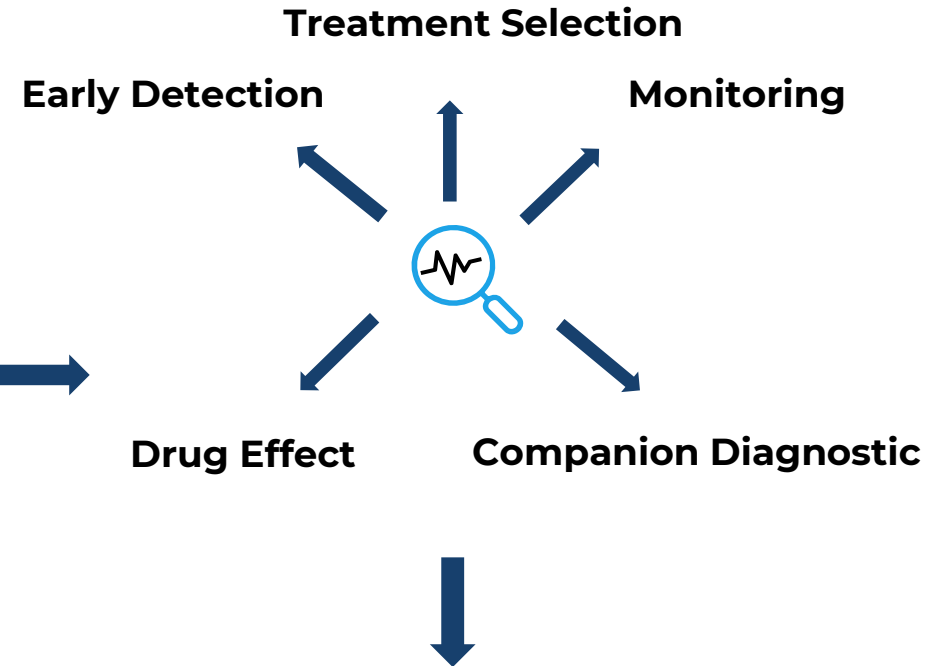 Treatment Selection
Early Detection
Monitoring
Drug Effect
Companion Diagnostic